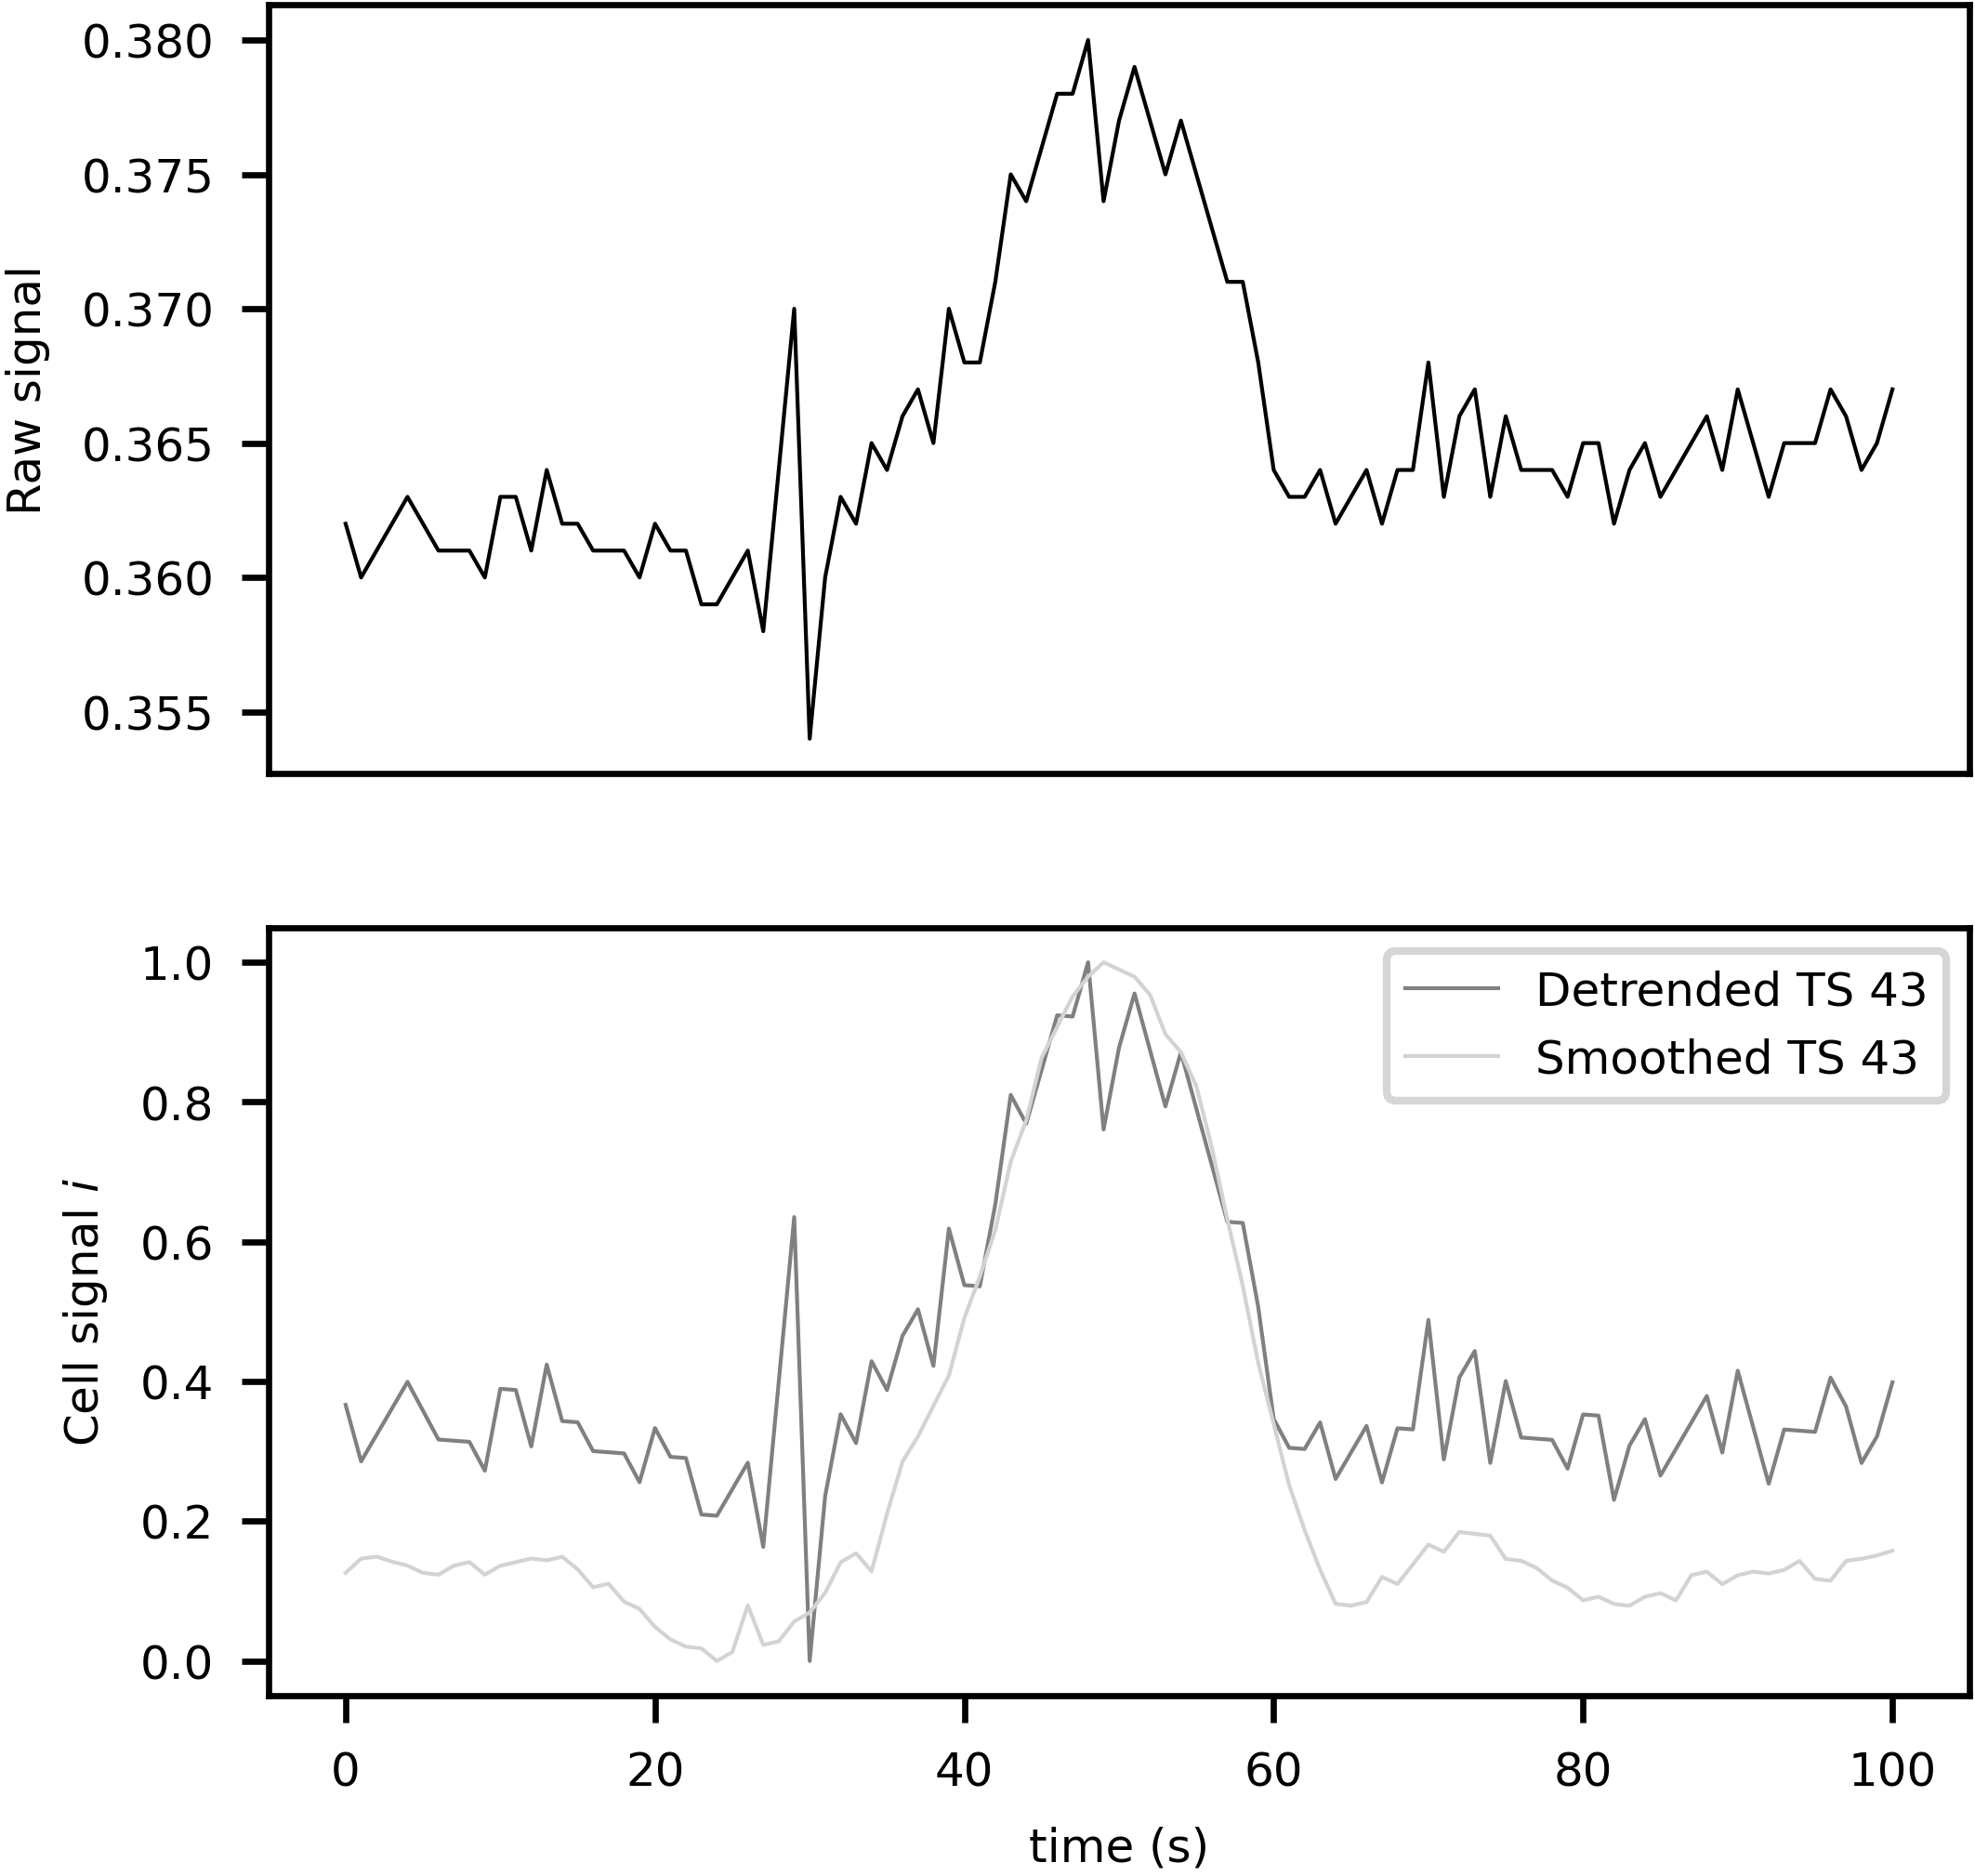 Raw signal
0.380
0.375
0.370
0.365
0.360
0.355
Cell signal i
1.0
0.8
0.6
0.4
0.2
0.0
Detrended TS 43
Smoothed TS 43
0 20 40 60 80 100
time (s)